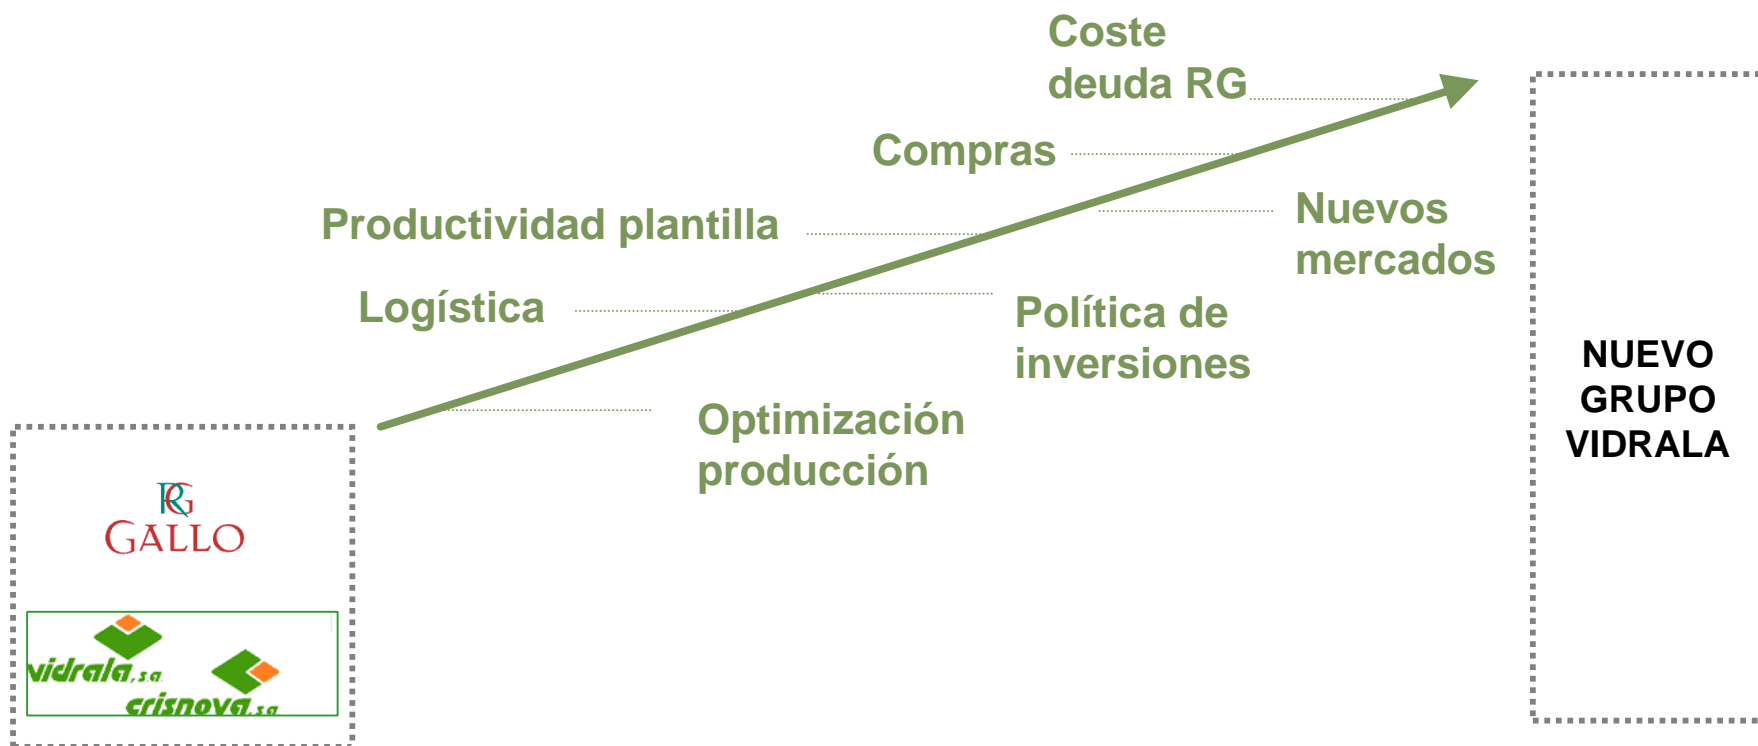 Coste
deuda RG
Compras
Productividad plantilla
Nuevos
mercados
Logística
Política de
inversiones
Optimización
producción
NUEVO
GRUPO
VIDRALA
RG
GALLO
vidrala, s.a.
crisnova, s.a